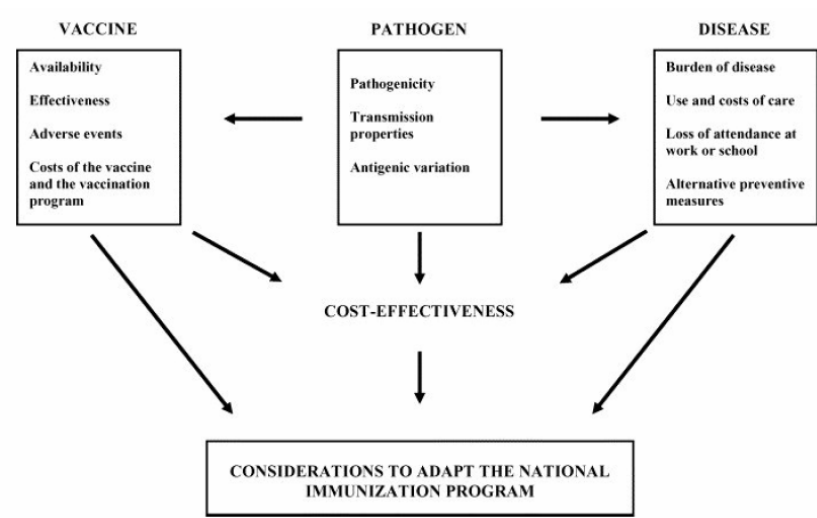 VACCINE
Availability
Effectiveness
Adverse events
Costs of the vaccine
and the vaccination
program
PATHOGEN
Pathogenicity
Transmission
properties
Antigenic variation
DISEASE
Burden of disease
Use and costs of care
Loss of attendance at
work or school
Alternative preventive
measures
COST-EFFECTIVENESS
CONSIDERATIONS TO ADAPT THE NATIONAL
IMMUNIZATION PROGRAM